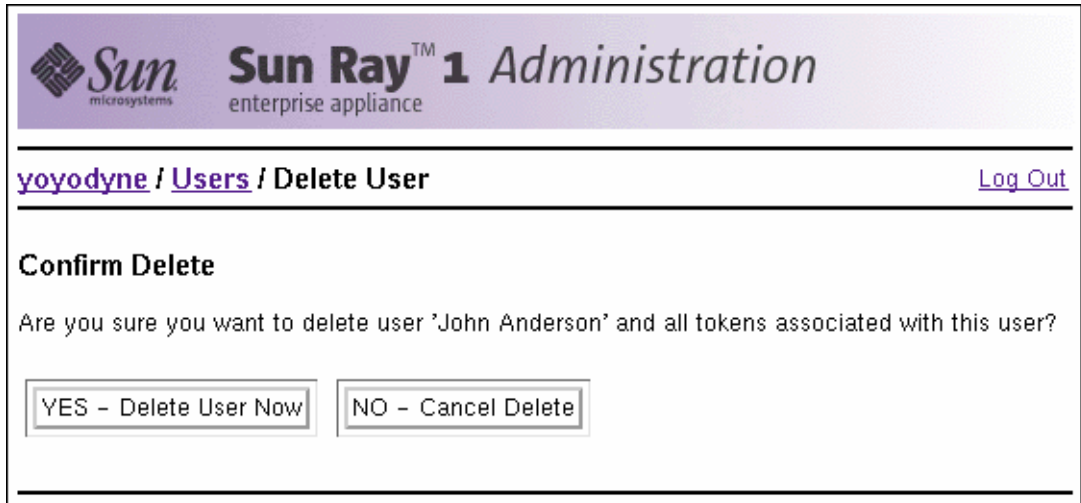 Sun
microsystems
Sun Ray™ 1 Administration
enterprise appliance
yoyodyne / Users / Delete User
Log Out
Confirm Delete
Are you sure you want to delete user 'John Anderson' and all tokens associated with this user?
YES – Delete User Now
NO – Cancel Delete